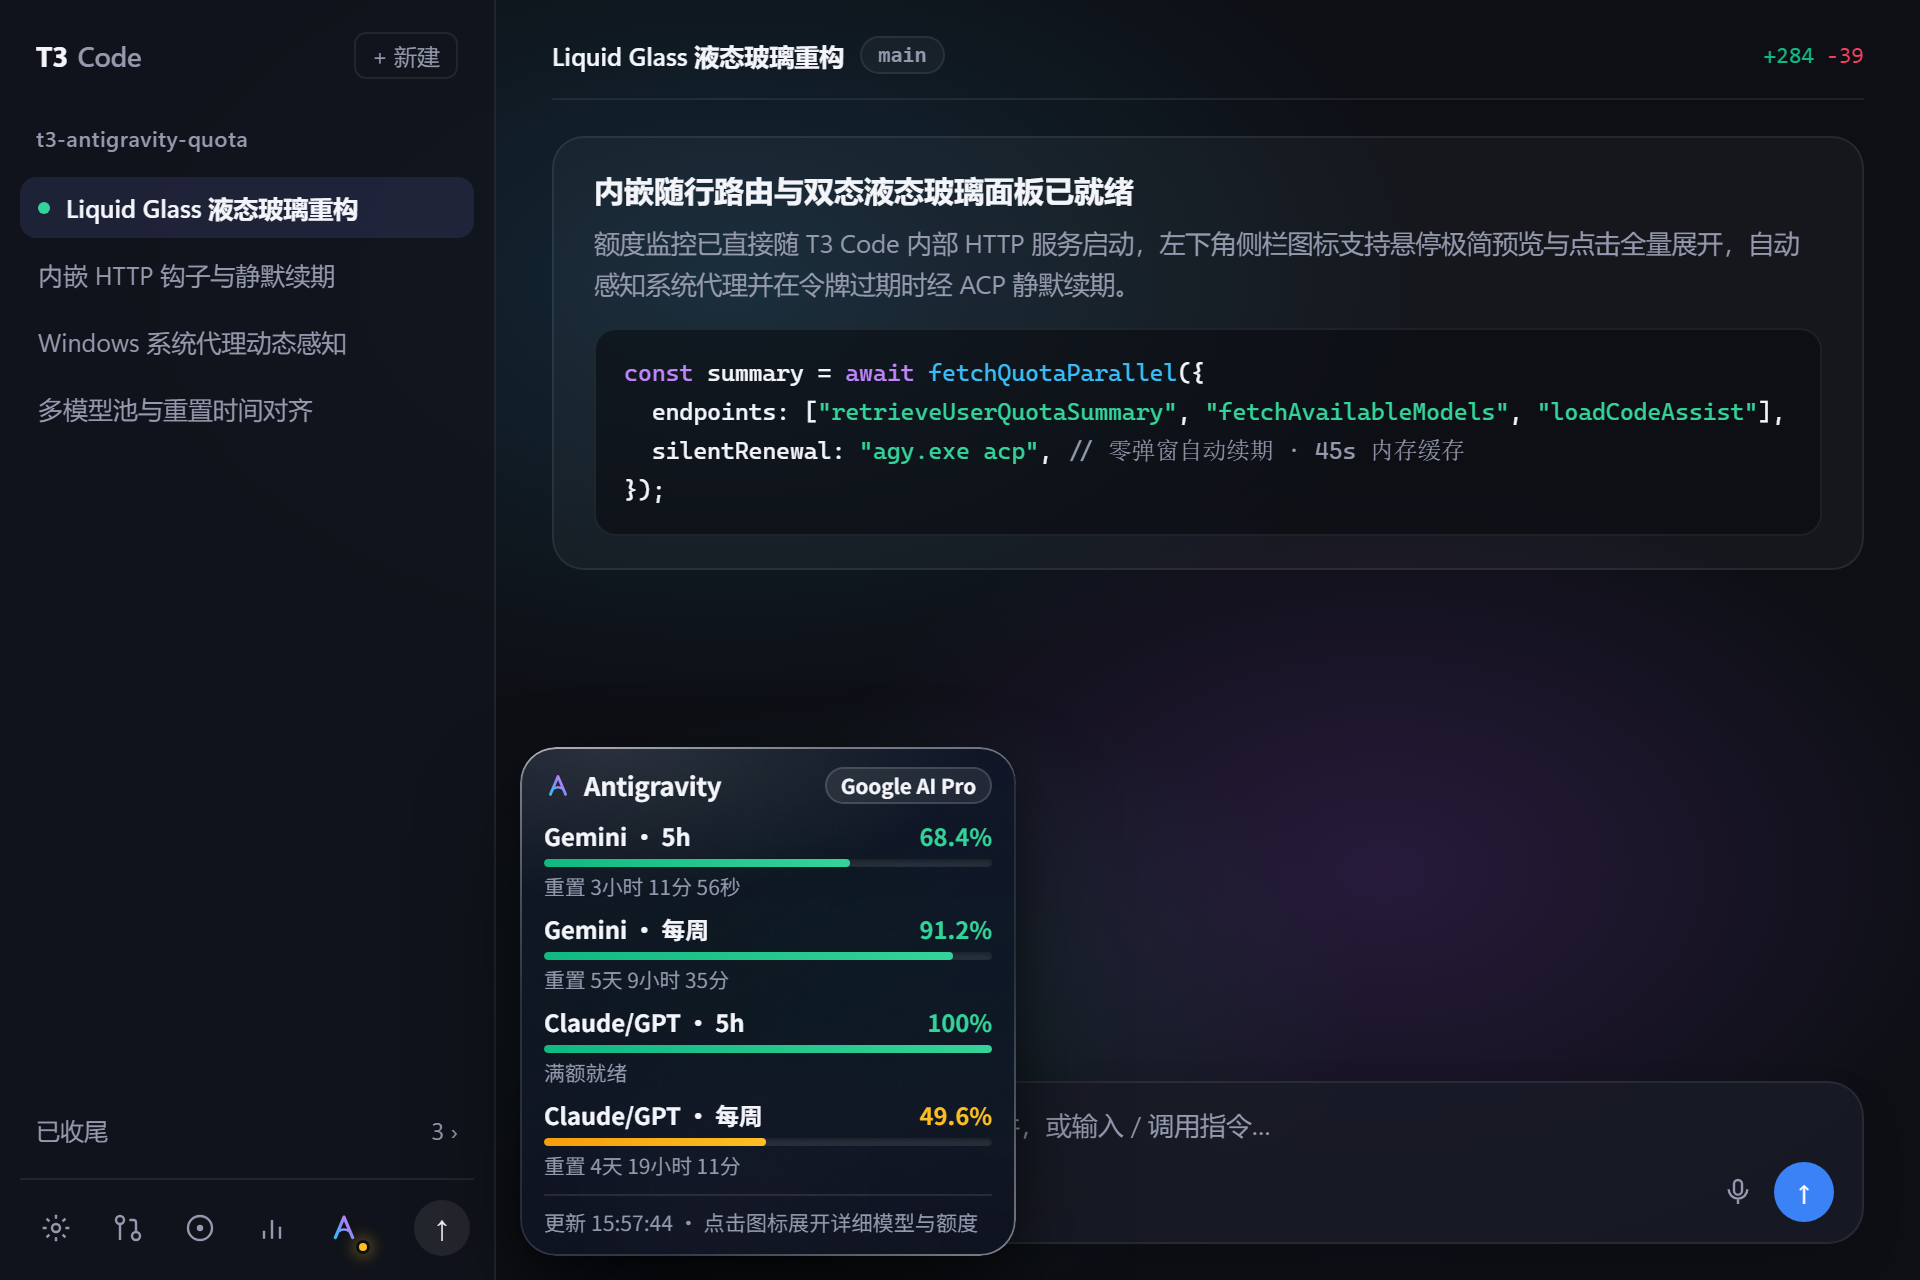 T3 Code
+ 新建
t3-antigravity-quota
Liquid Glass 液态玻璃重构
内嵌 HTTP 钩子与静默续期
Windows 系统代理动态感知
多模型池与重置时间对齐
已收尾
3 ›
Liquid Glass 液态玻璃重构
main
+284 -39
内嵌随行路由与双态液态玻璃面板已就绪
额度监控已直接随 T3 Code 内部 HTTP 服务启动，左下角侧栏图标支持悬停极简预览与点击全量展开，自动
感知系统代理并在令牌过期时经 ACP 静默续期。
const summary = await fetchQuotaParallel({
  endpoints: ["retrieveUserQuotaSummary", "fetchAvailableModels", "loadCodeAssist"],
  silentRenewal: "agy.exe acp", // 零弹窗自动续期 · 45s 内存缓存
});
Antigravity
Google AI Pro
Gemini · 5h
68.4%
重置 3小时 11分 56秒
Gemini · 每周
91.2%
重置 5天 9小时 35分
Claude/GPT · 5h
100%
满额就绪
Claude/GPT · 每周
49.6%
重置 4天 19小时 11分
更新 15:57:44 · 点击图标展开详细模型与额度
，或输入 / 调用指令...